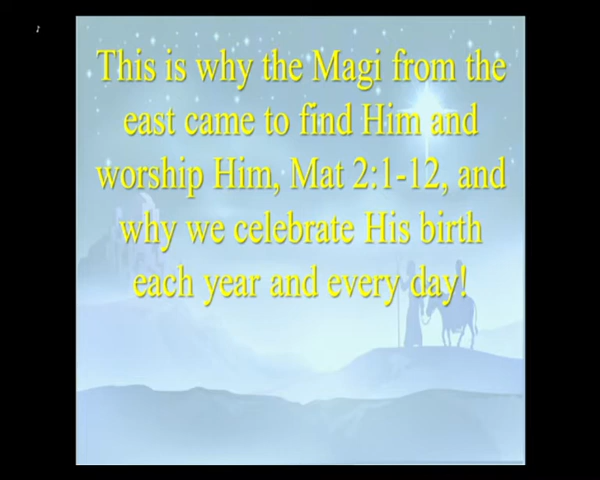 This is why the Magi from the
east came to find Him and
worship Him, Mat 2:1-12, and
why we celebrate His birth
each year and every day!